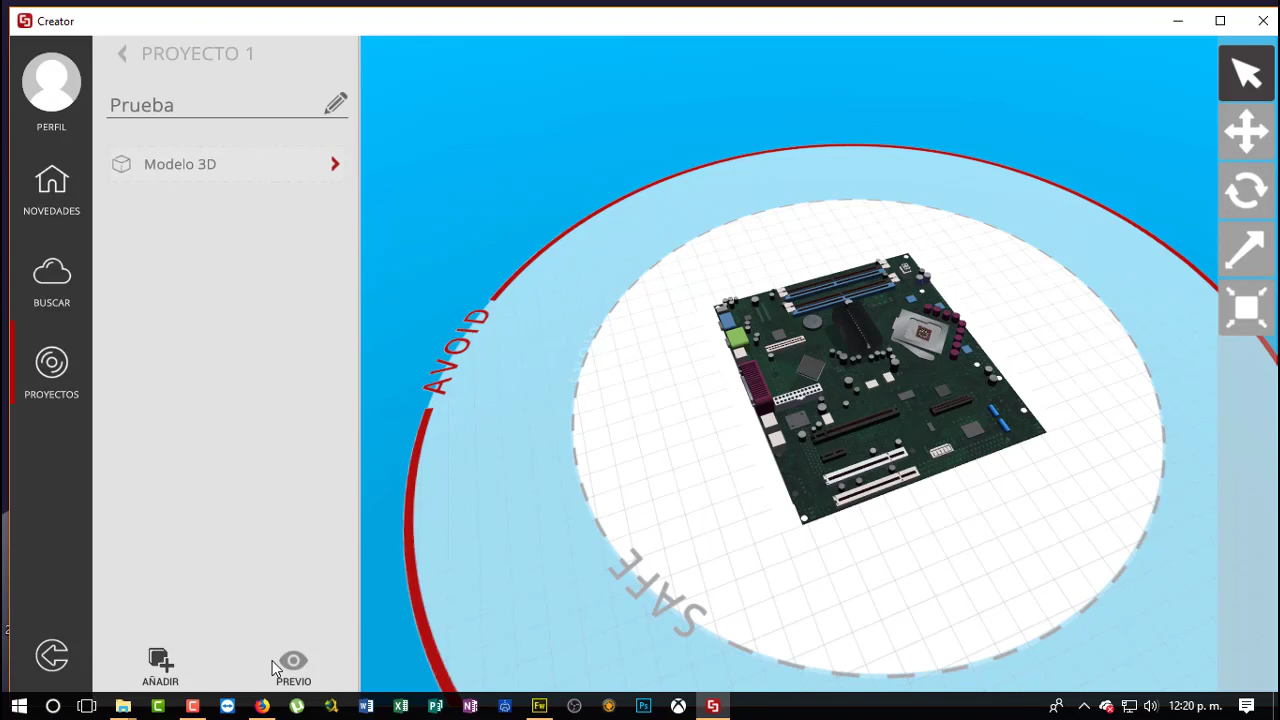 Creator
PROYECTO 1
Prueba
PERFIL
Modelo 3D
NOVEDADES
BUSCAR
AVOID
PROYECTOS
SAFE
AÑADIR
PREVIO
12:20 p. m.